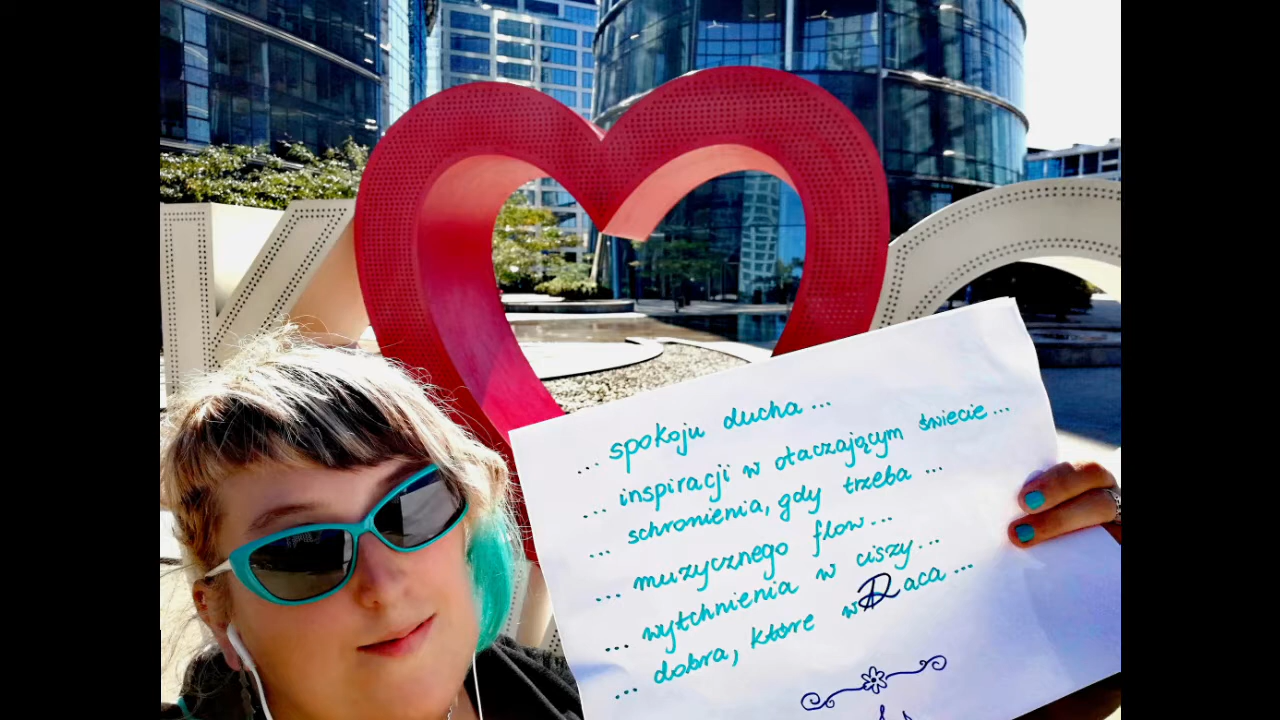 K
... spokoju ducha ...
... inspiracji w otaczającym świecie ...
... schronienia, gdy trzeba ...
... muzycznego flow ...
... wytchnienia w ciszy ...
... dobra, które wRaca ...